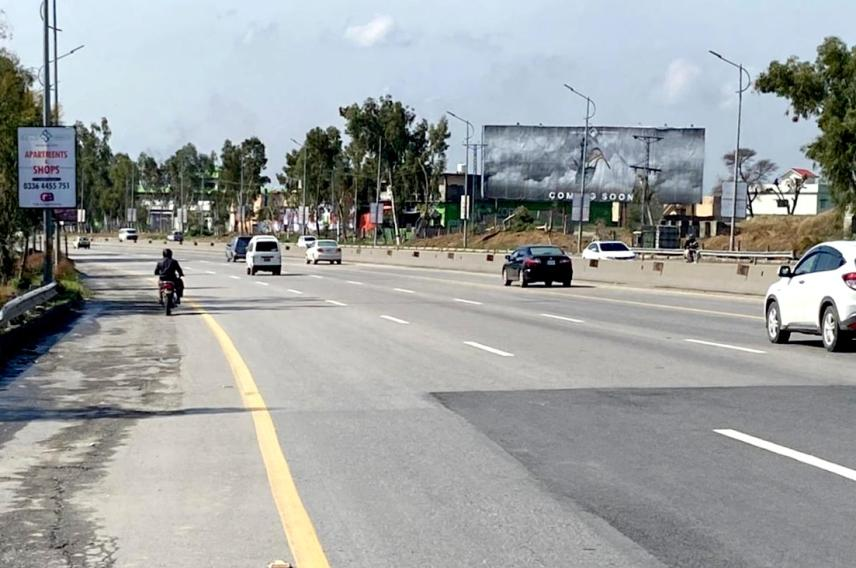 APARTMENTS
&
SHOPS
0336 4455 751
COMING SOON